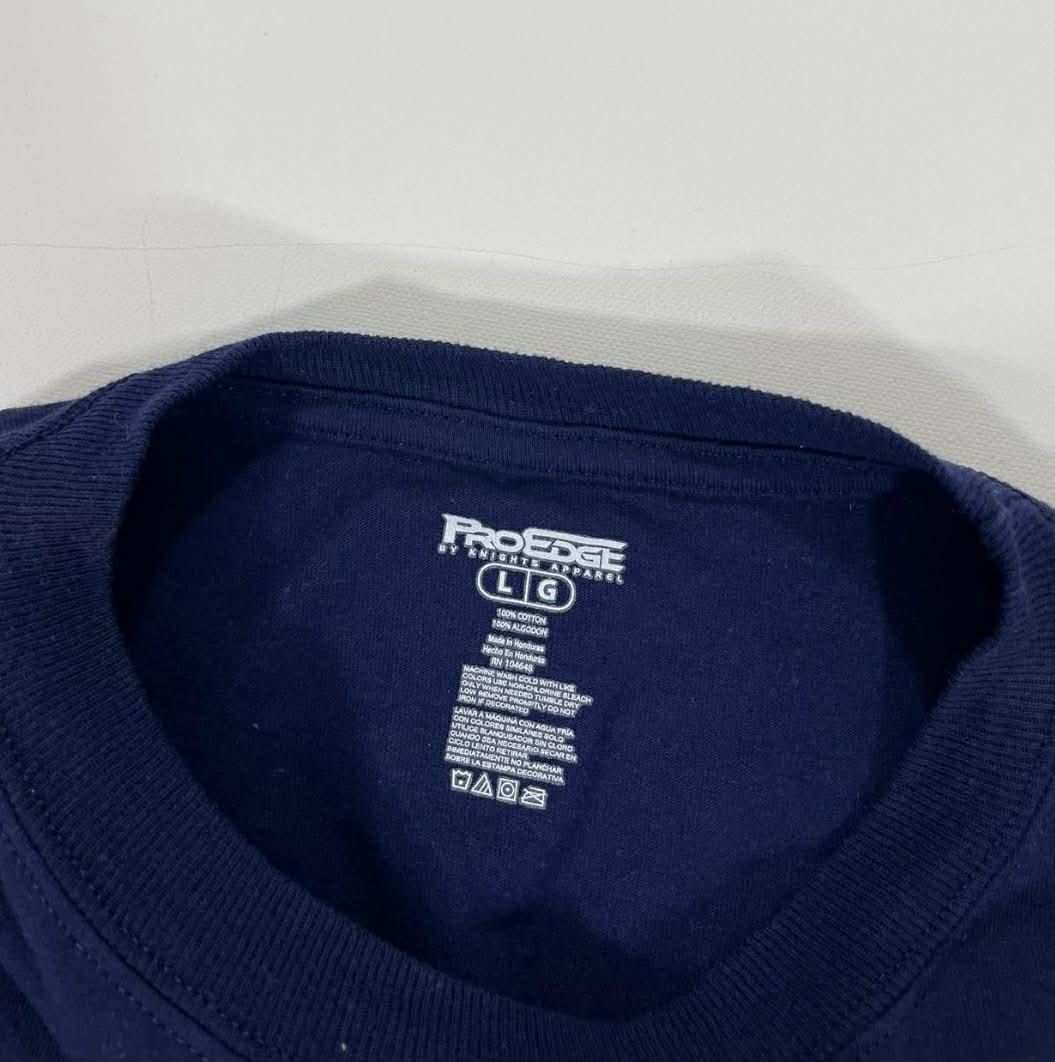 PROEDGE
BY KNIGHTS APPAREL
L G
100% COTTON
100% ALGODON
Made In Honduras
Hecho En Honduras
RN 104648
MACHINE WASH COLD WITH LIKE
COLORS USE NON-CHLORINE BLEACH
ONLY WHEN NEEDED TUMBLE DRY
LOW REMOVE PROMPTLY DO NOT
IRON IF DECORATED
LAVAR A MAQUINA CON AGUA FRIA
CON COLORES SIMILARES SOLO
UTILICE BLANQUEADOR SIN CLORO
CUANDO SEA NECESARIO SECAR EN
CICLO LENTO RETIRAR
INMEDIATAMENTE NO PLANCHAR
SOBRE LA ESTAMPA DECORATIVA